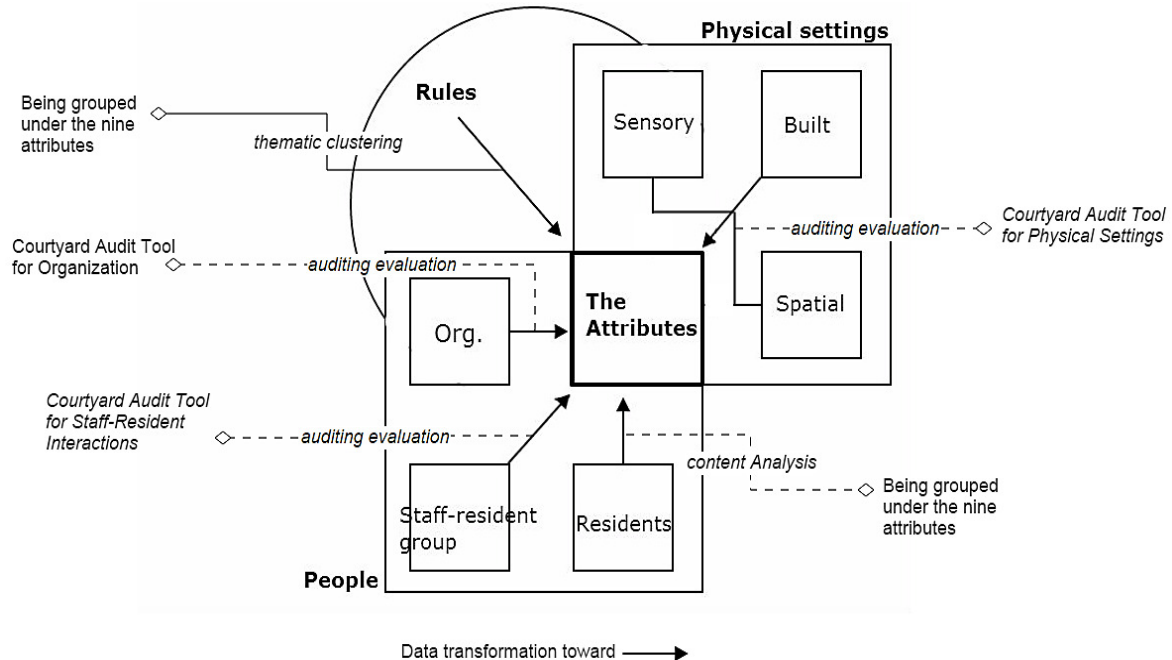 Physical settings
Rules
Sensory
Built
Being grouped
under the nine
attributes
thematic clustering
auditing evaluation
Courtyard Audit Tool
for Physical Settings
Courtyard Audit Tool
for Organization
auditing evaluation
The
Attributes
Spatial
Org.
Courtyard Audit Tool
for Staff-Resident
Interactions
auditing evaluation
content Analysis
Being grouped
under the nine
attributes
Staff-resident
group
Residents
People
Data transformation toward